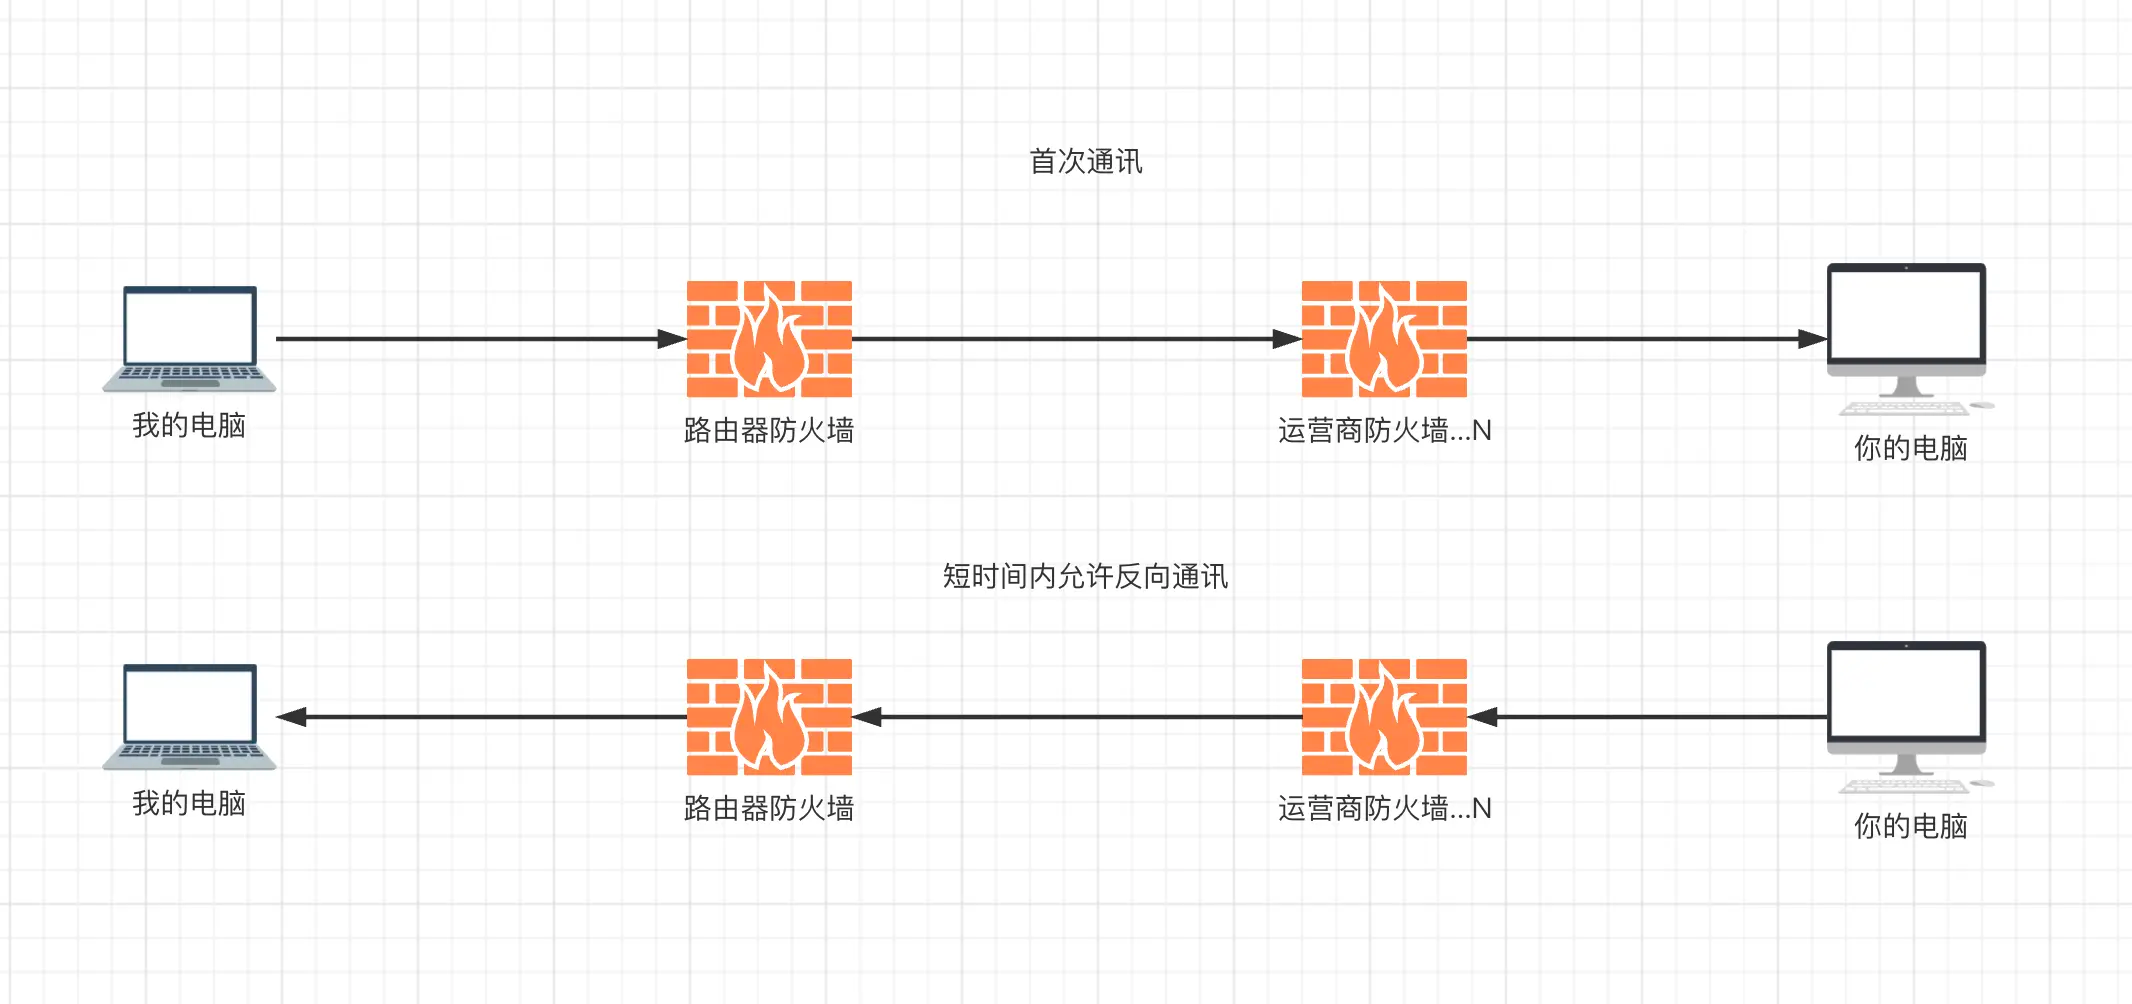 首次通讯
我的电脑
路由器防火墙
运营商防火墙...N
你的电脑
短时间内允许反向通讯
我的电脑
路由器防火墙
运营商防火墙...N
你的电脑